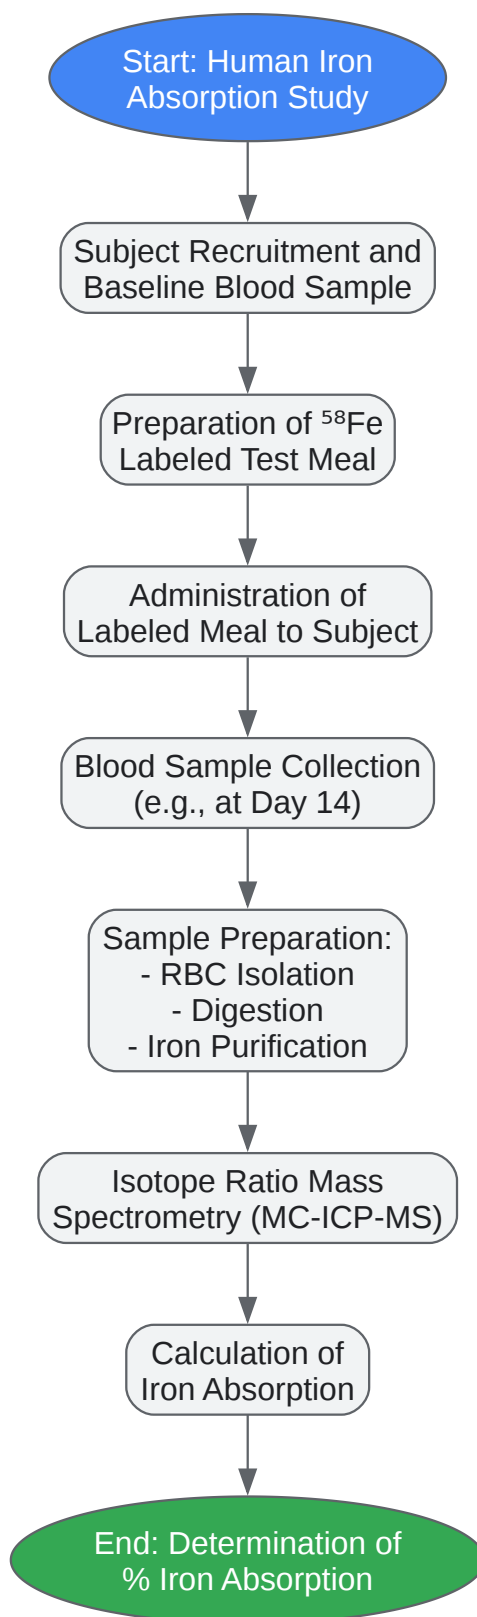 Start: Human Iron
Absorption Study
Subject Recruitment and
Baseline Blood Sample
Preparation of ⁵⁸Fe
Labeled Test Meal
Administration of
Labeled Meal to Subject
Blood Sample Collection
(e.g., at Day 14)
Sample Preparation:
- RBC Isolation
- Digestion
- Iron Purification
Isotope Ratio Mass
Spectrometry (MC-ICP-MS)
Calculation of
Iron Absorption
End: Determination of
% Iron Absorption